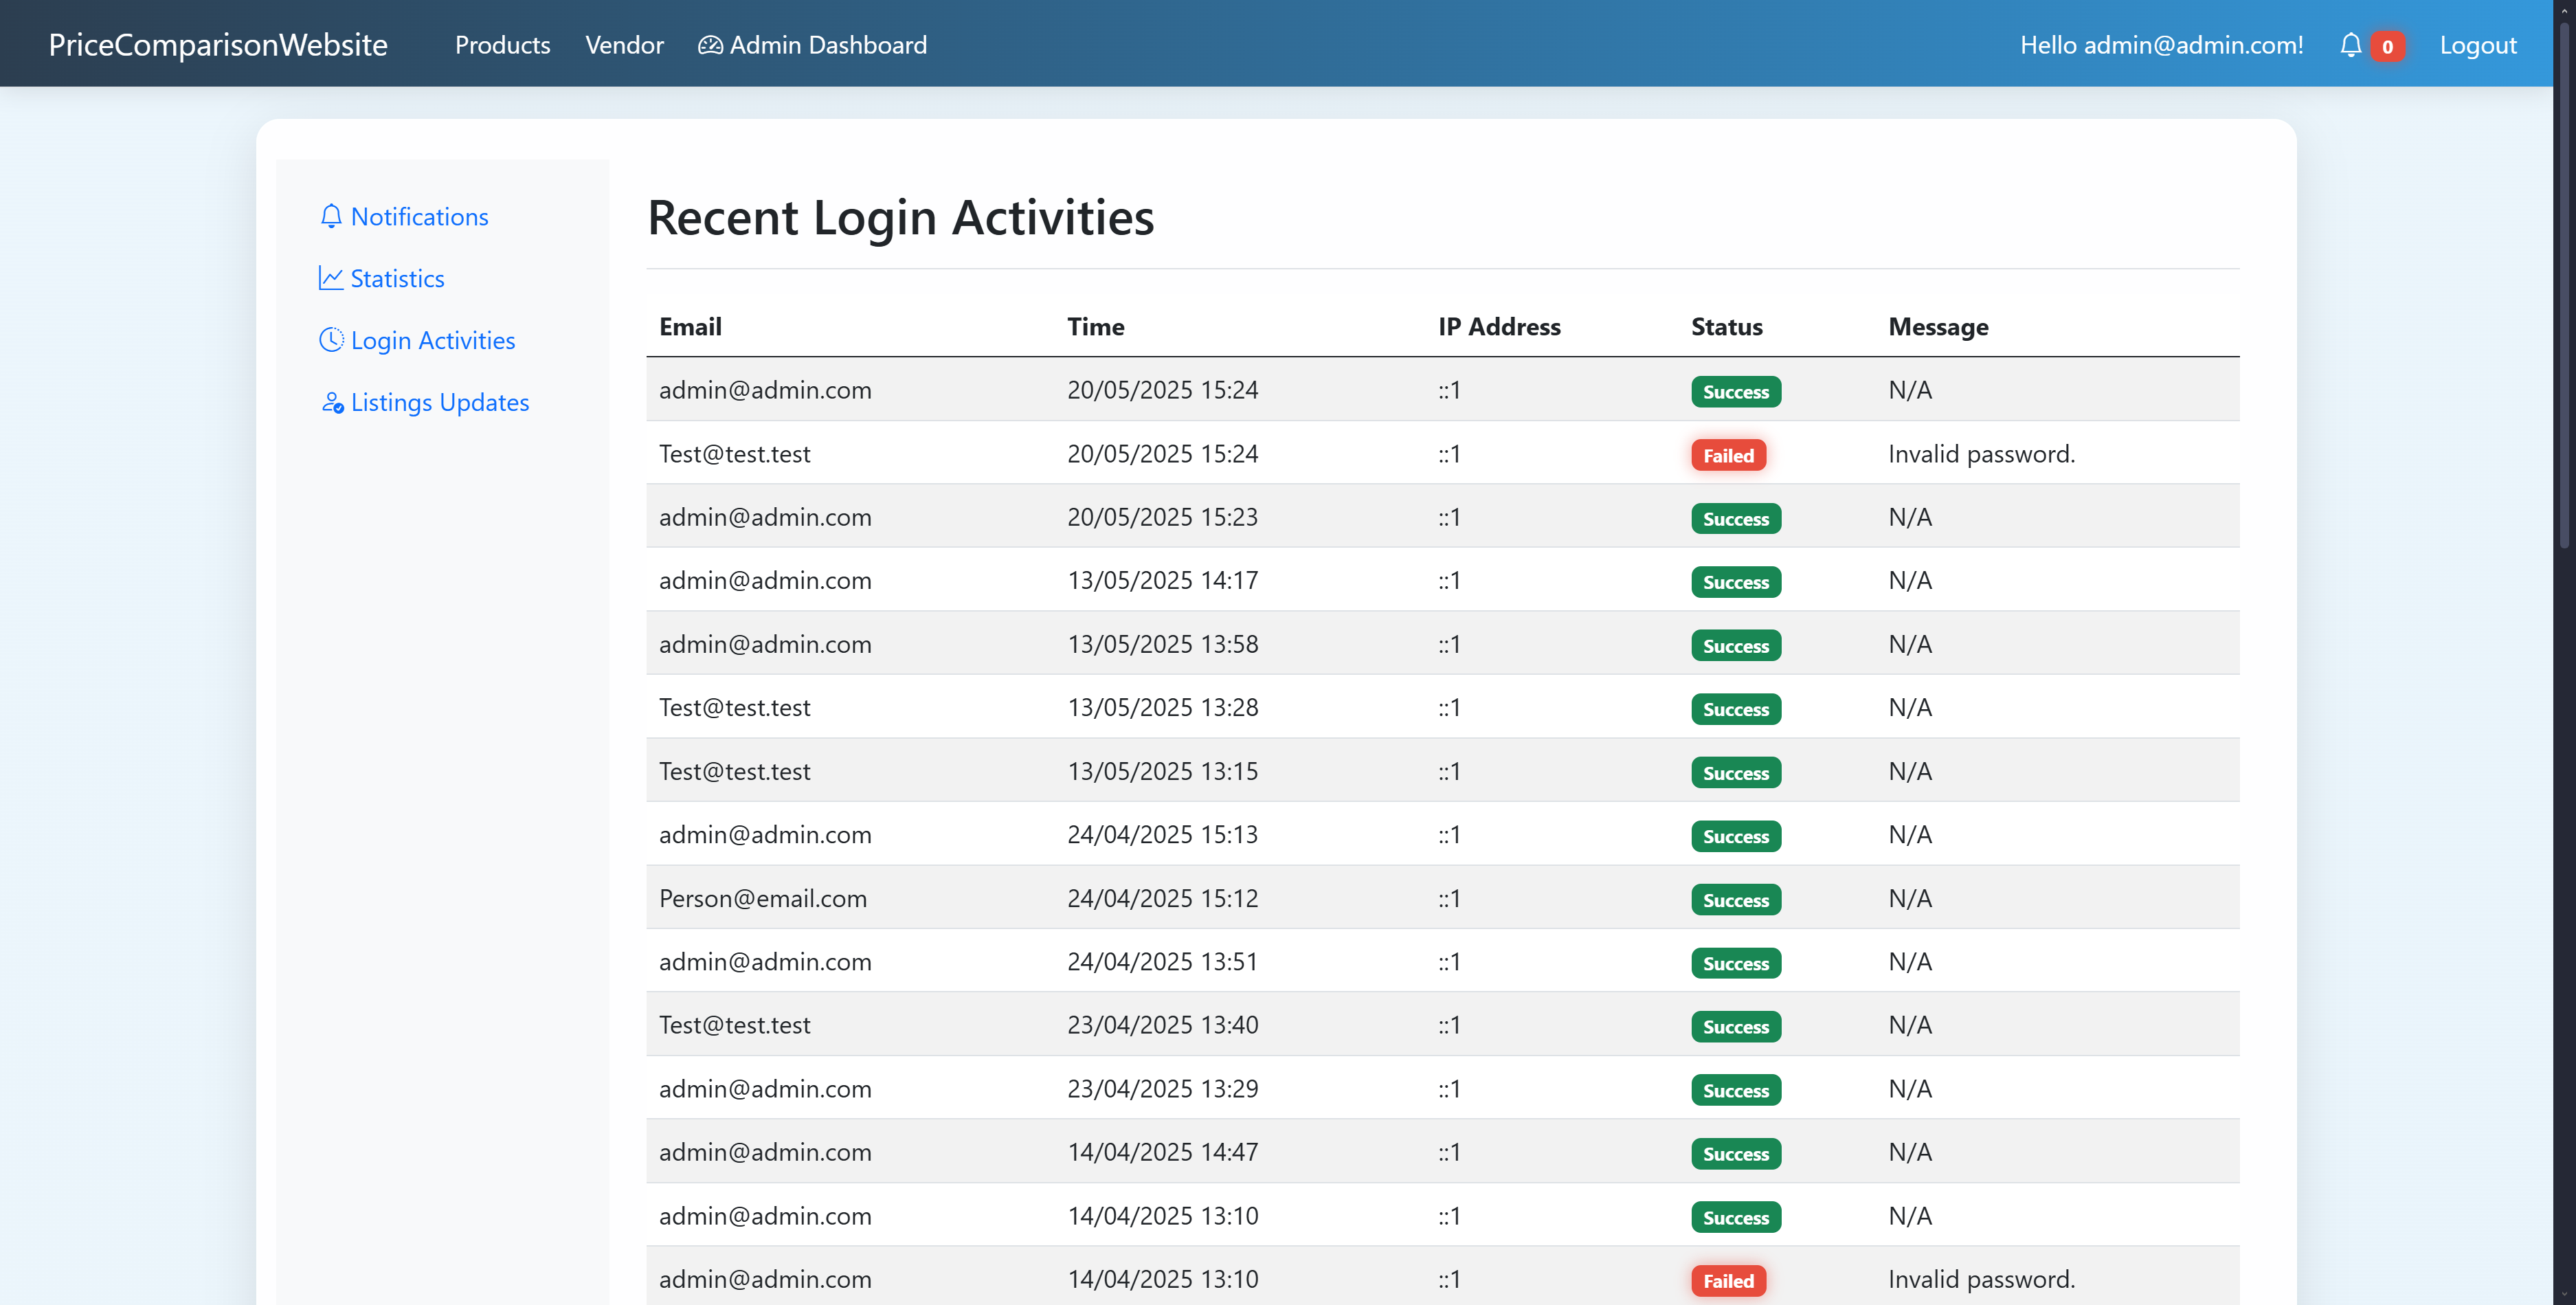 PriceComparisonWebsite Products Vendor Admin Dashboard Hello admin@admin.com! 0 Logout
Notifications
Statistics
Login Activities
Listings Updates
Recent Login Activities
Email Time IP Address Status Message
admin@admin.com 20/05/2025 15:24 ::1 Success N/A
Test@test.test 20/05/2025 15:24 ::1 Failed Invalid password.
admin@admin.com 20/05/2025 15:23 ::1 Success N/A
admin@admin.com 13/05/2025 14:17 ::1 Success N/A
admin@admin.com 13/05/2025 13:58 ::1 Success N/A
Test@test.test 13/05/2025 13:28 ::1 Success N/A
Test@test.test 13/05/2025 13:15 ::1 Success N/A
admin@admin.com 24/04/2025 15:13 ::1 Success N/A
Person@email.com 24/04/2025 15:12 ::1 Success N/A
admin@admin.com 24/04/2025 13:51 ::1 Success N/A
Test@test.test 23/04/2025 13:40 ::1 Success N/A
admin@admin.com 23/04/2025 13:29 ::1 Success N/A
admin@admin.com 14/04/2025 14:47 ::1 Success N/A
admin@admin.com 14/04/2025 13:10 ::1 Success N/A
admin@admin.com 14/04/2025 13:10 ::1 Failed Invalid password.